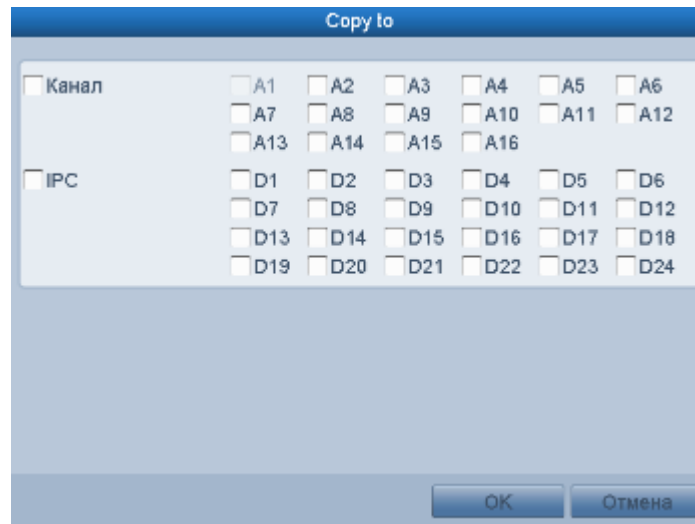 Copy to
Канал A1 A2 A3 A4 A5 A6
A7 A8 A9 A10 A11 A12
A13 A14 A15 A16
IPC D1 D2 D3 D4 D5 D6
D7 D8 D9 D10 D11 D12
D13 D14 D15 D16 D17 D18
D19 D20 D21 D22 D23 D24
OK Отмена